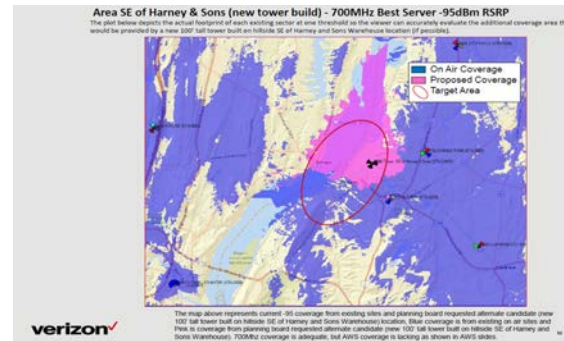 Area SE of Harney & Sons (new tower build) - 700MHz Best Server -95dBm RSRP
The plot below depicts the actual footprint of each existing sector at one threshold so the viewer can accurately evaluate the additional coverage area th
would be provided by a new 100' tall tower built on hillside SE of Harney and Sons Warehouse location (if possible).
On Air Coverage
Proposed Coverage
Target Area
The map above represents current -95 coverage from existing sites and planning board requested alternate candidate (new
100' tall tower built on hillside SE of Harney and Sons Warehouse) location, Blue coverage is from existing on air sites and
Pink is coverage from planning board requested alternate candidate (new 100' tall tower built on hillside SE of Harney and
Sons Warehouse). 700Mhz coverage is adequate, but AWS coverage is lacking as shown in AWS slides.
verizon